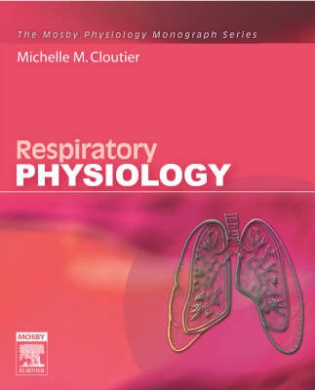 The Mosby Physiology Monograph Series
Michelle M. Cloutier
Respiratory
PHYSIOLOGY
MOSBY
ELSEVIER